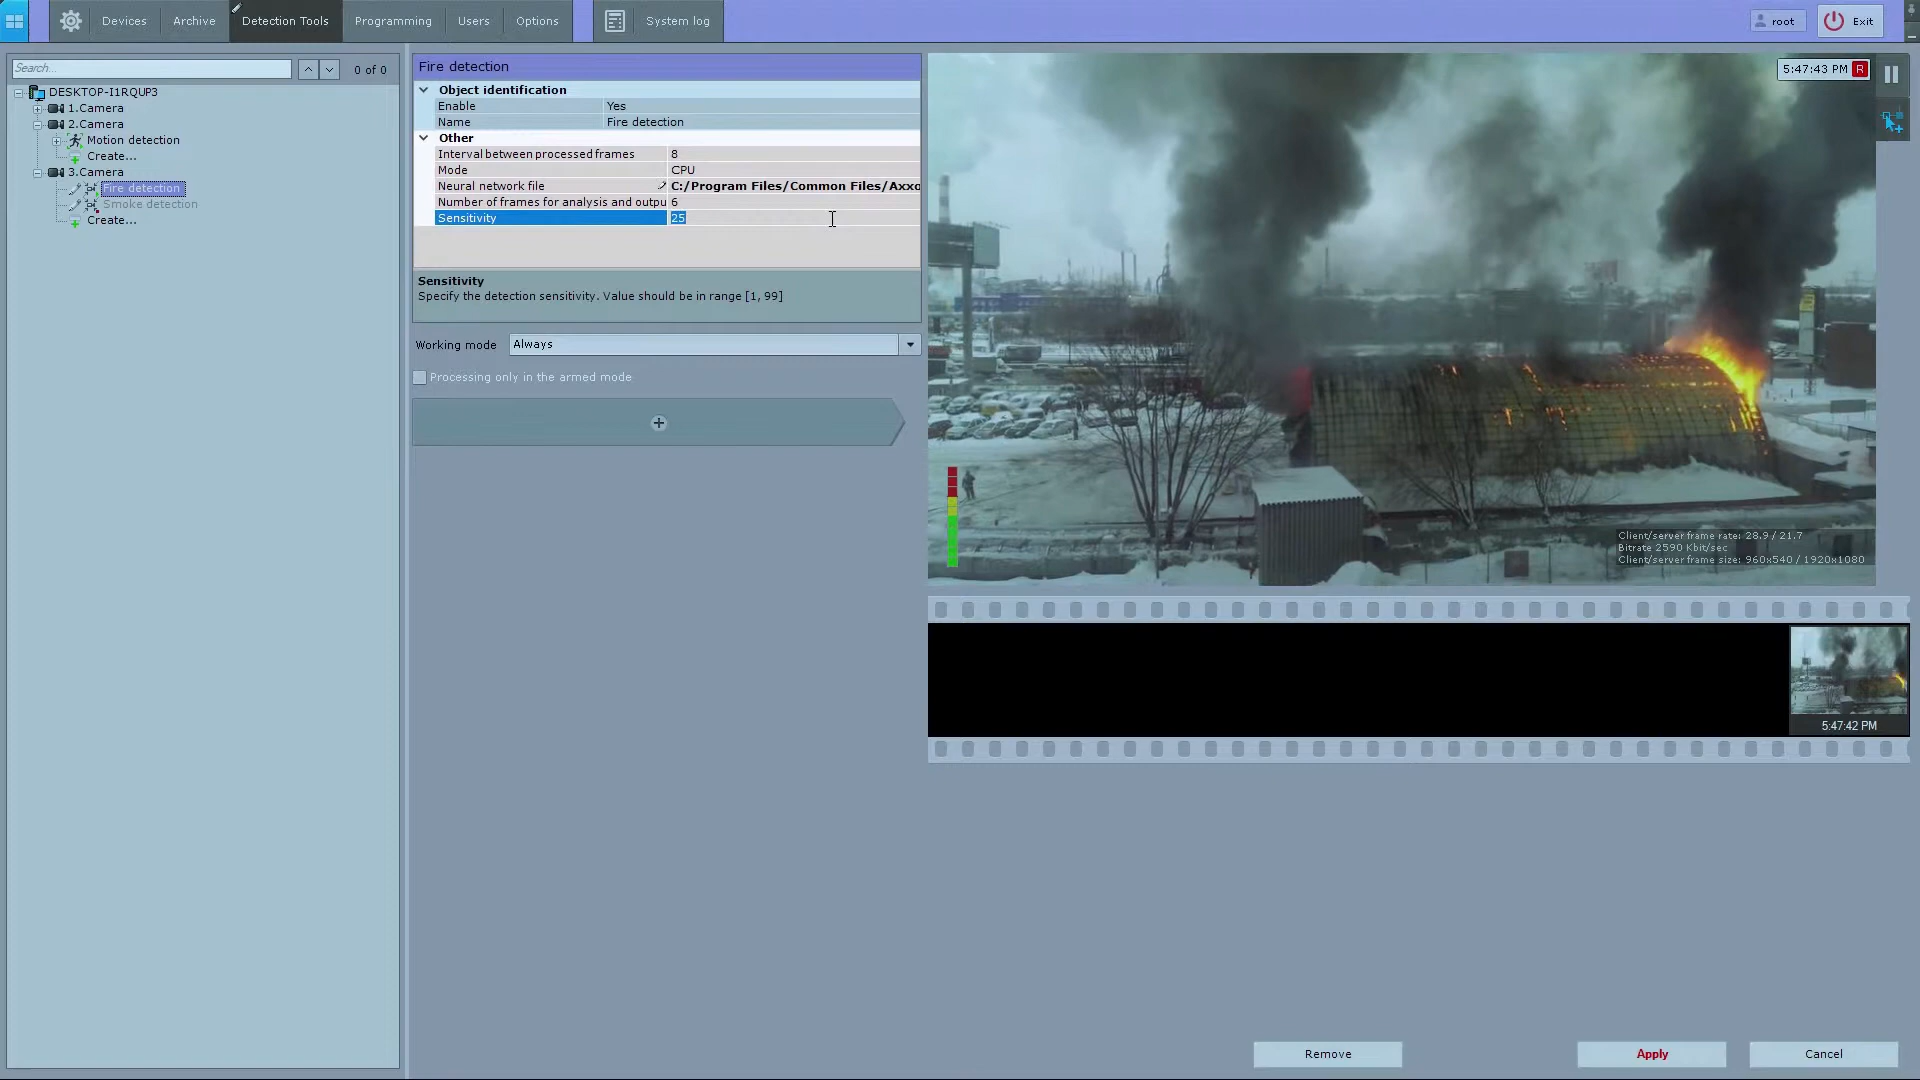 Devices
Archive
Detection Tools
Programming
Users
Options
System log
root
Exit
Search...
0 of 0
DESKTOP-I1RQUP3
1.Camera
2.Camera
Motion detection
Create...
3.Camera
Fire detection
Smoke detection
Create...
Fire detection
Object identification
Enable Yes
Name Fire detection
Other
Interval between processed frames 8
Mode CPU
Neural network file C:/Program Files/Common Files/Axxo
Number of frames for analysis and outpu 6
Sensitivity 25
Sensitivity
Specify the detection sensitivity. Value should be in range [1, 99]
Working mode Always
Processing only in the armed mode
5:47:43 PM R
Client/server frame rate: 28.9 / 21.7
Bitrate 2590 Kbit/sec
Client/server frame size: 960x540 / 1920x1080
5:47:42 PM
Remove
Apply
Cancel